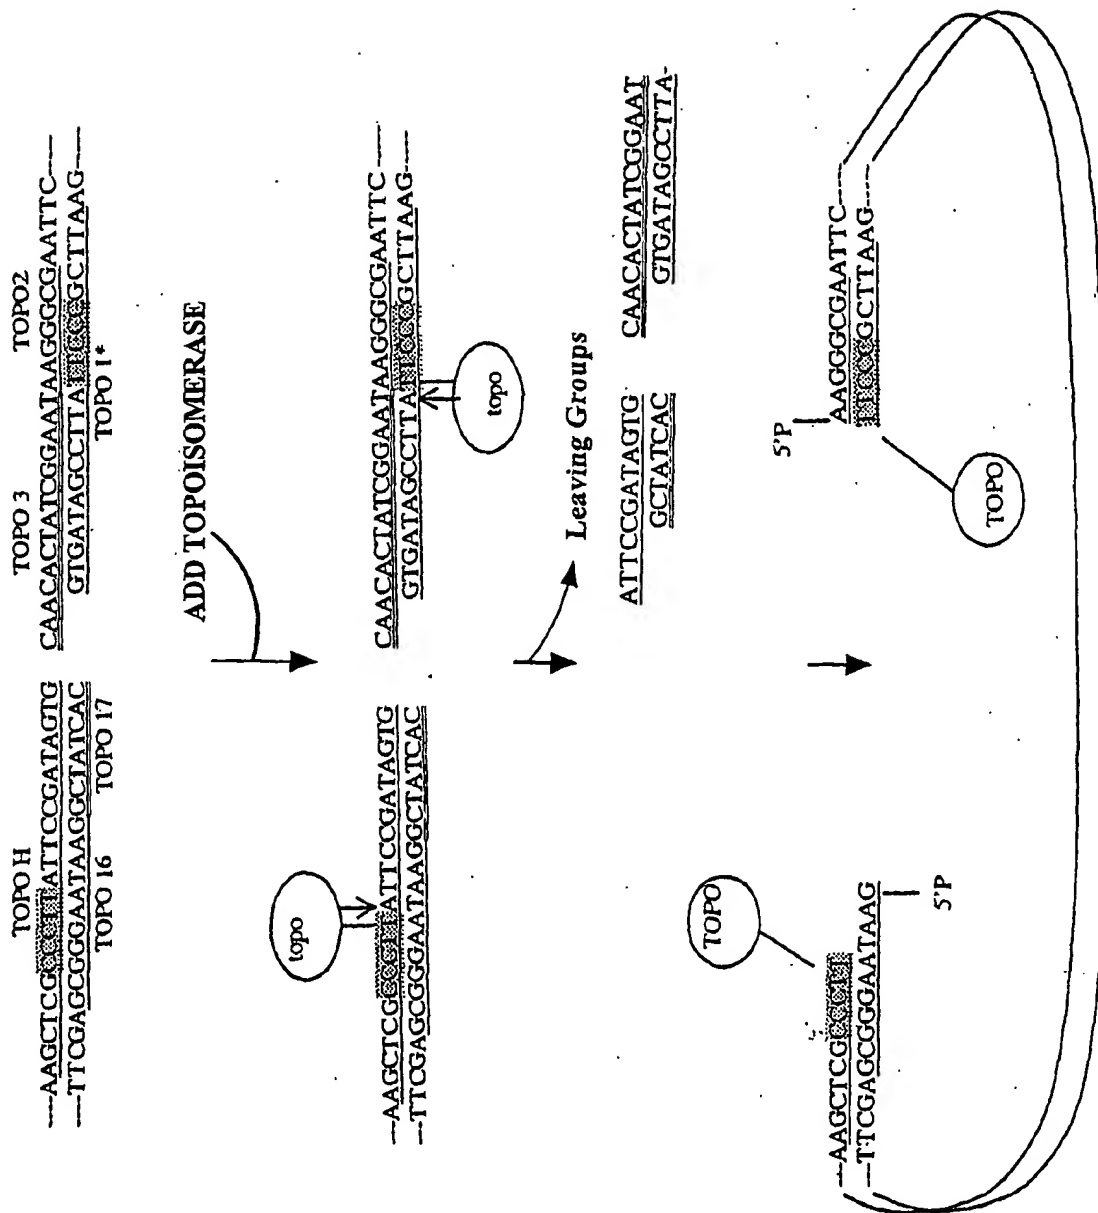 TOPO H TOPO 3 TOPO2
---AAGCTCGCCCTTATTCCGATAGTG CAACACTATCGGAATAAGGGCGAATTC----
---TTCGAGCGGGAATAAGGCTATCAC GTGATAGCCTTATTCCCGCTTAAG----
TOPO 16 TOPO 17 TOPO 1*
ADD TOPOISOMERASE
topo
---AAGCTCGCCCTTATTCCGATAGTG CAACACTATCGGAATAAGGGCGAATTC----
---TTCGAGCGGGAATAAGGCTATCAC GTGATAGCCTTATTCCCGCTTAAG----
topo
Leaving Groups
ATTCCGATAGTG CAACACTATCGGAAT
GCTATCAC GTGATAGCCTTA-
TOPO 5'P
---AAGCTCGCCCTT AAGGGCGAATTC-----
---TTCGAGCGGGAATAAG TTCCCGCTTAAG-----
5'P TOPO